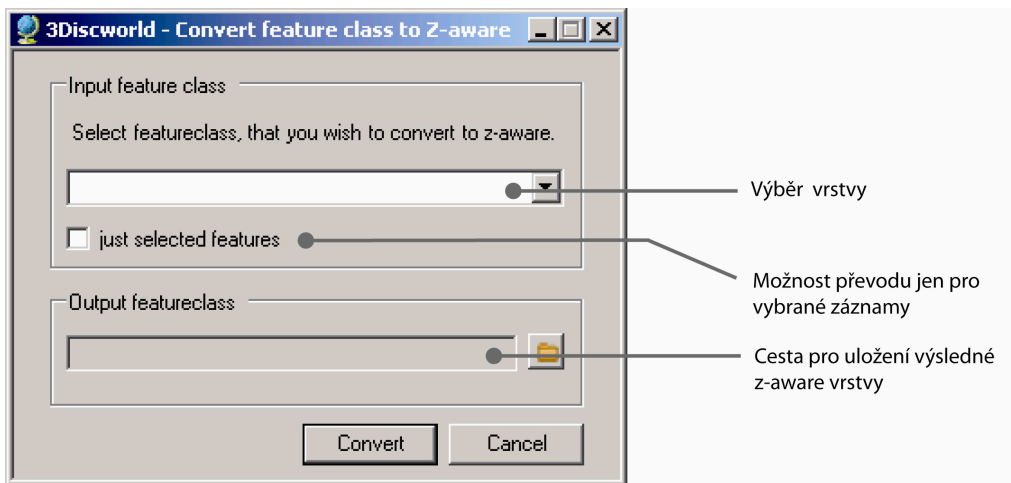 3Discworld - Convert feature class to Z-aware
Input feature class
Select featureclass, that you wish to convert to z-aware.
Výběr vrstvy
just selected features
Možnost převodu jen pro
vybrané záznamy
Output featureclass
Cesta pro uložení výsledné
z-aware vrstvy
Convert
Cancel